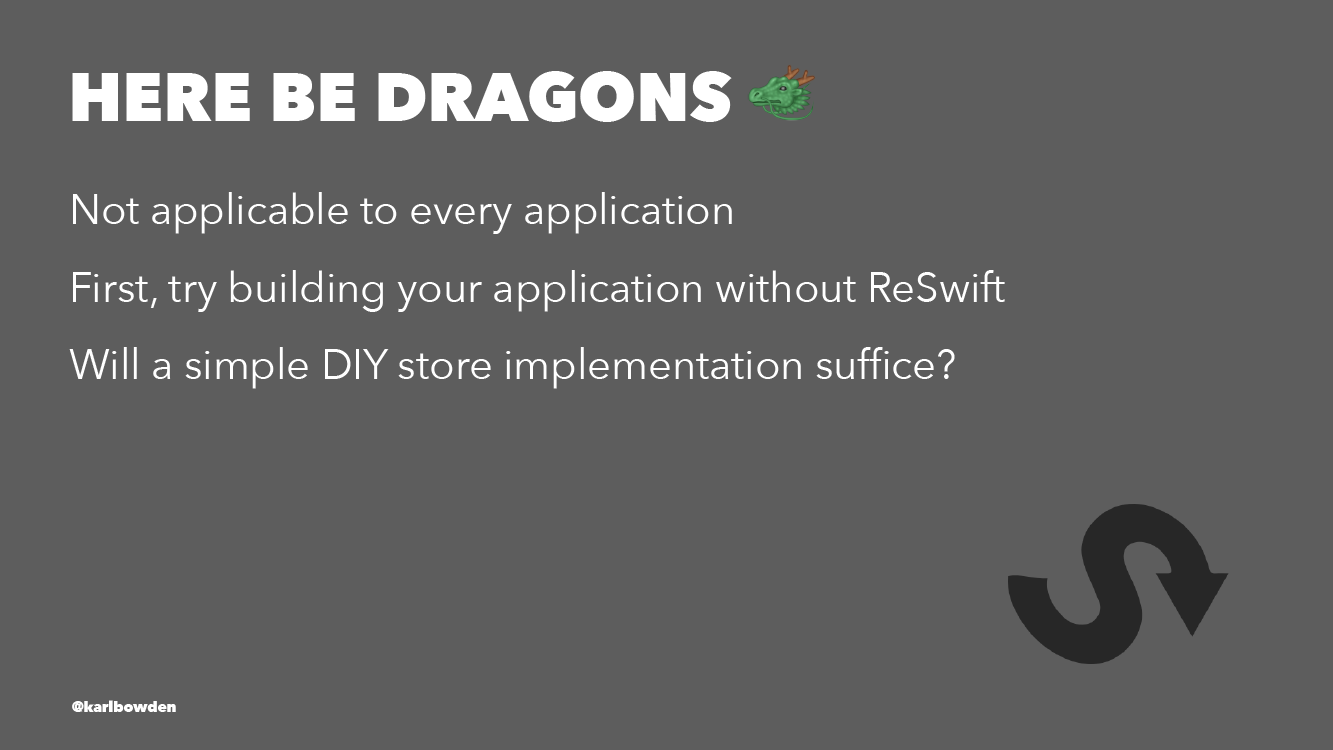 HERE BE DRAGONS 🐲
Not applicable to every application
First, try building your application without ReSwift
Will a simple DIY store implementation suffice?
@karlbowden